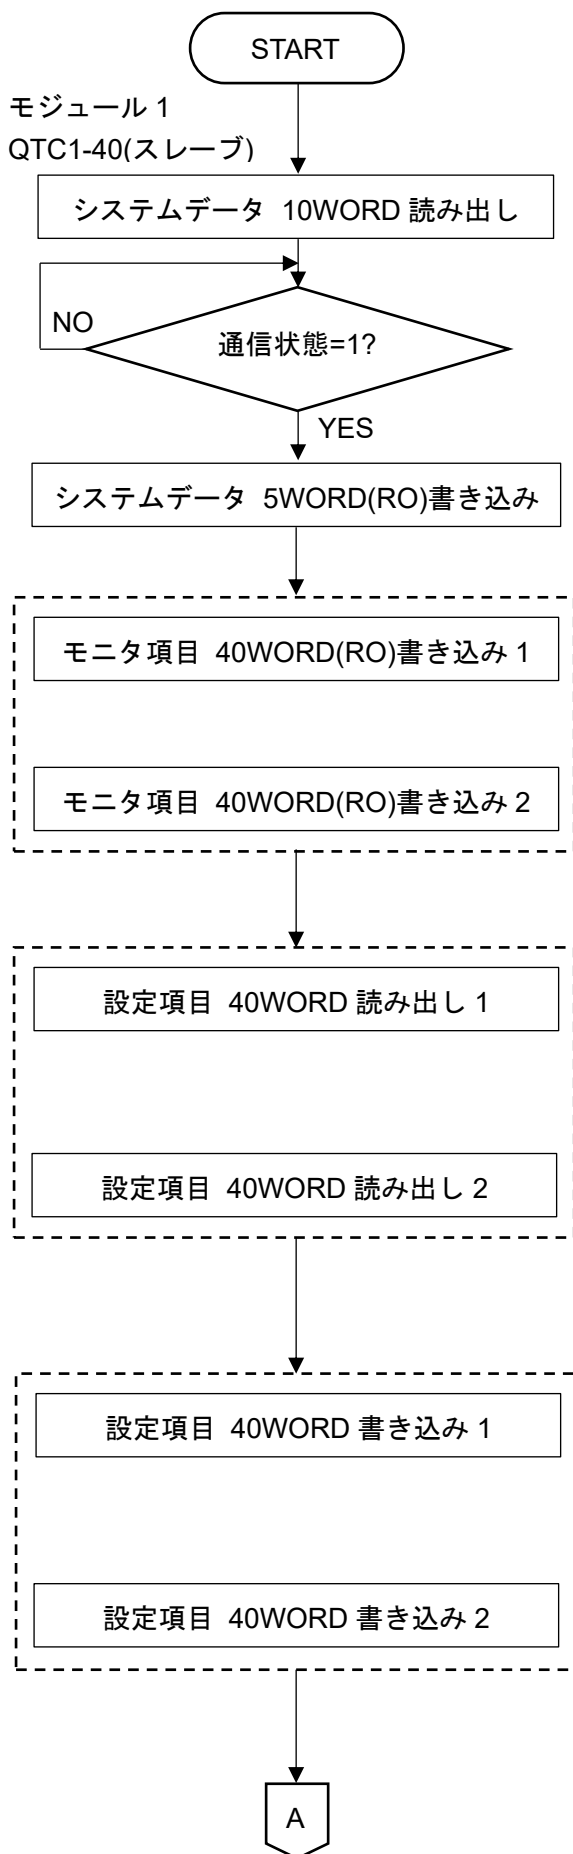 START
モジュール 1
QTC1-40(スレーブ)
システムデータ 10WORD 読み出し
NO
通信状態=1?
YES
システムデータ 5WORD(RO)書き込み
モニタ項目 40WORD(RO)書き込み 1
モニタ項目 40WORD(RO)書き込み 2
設定項目 40WORD 読み出し 1
設定項目 40WORD 読み出し 2
設定項目 40WORD 書き込み 1
設定項目 40WORD 書き込み 2
A